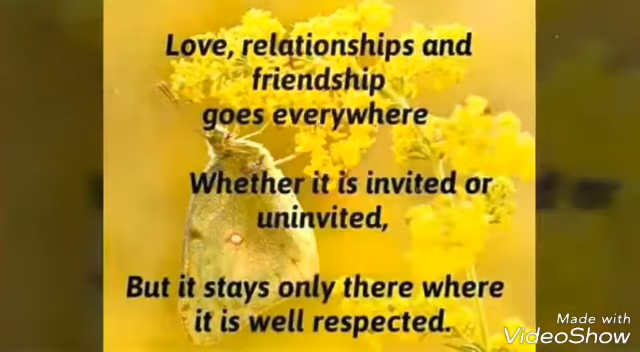 Love, relationships and
friendship
goes everywhere
Whether it is invited or
uninvited,
But it stays only there where
it is well respected.
Made with
VideoShow